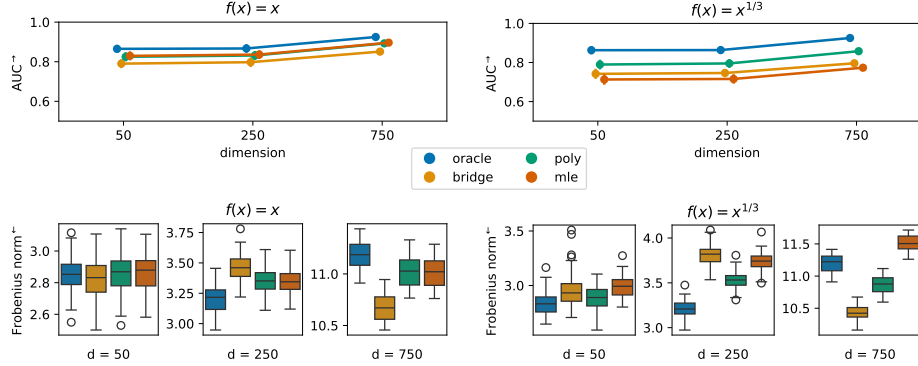 f(x) = x
AUC→
1.0
0.8
0.6
50
250
750
dimension
f(x) = x^{1/3}
AUC→
1.0
0.8
0.6
50
250
750
dimension
oracle
poly
bridge
mle
f(x) = x
Frobenius norm←
3.0
2.8
2.6
d = 50
3.75
3.50
3.25
3.00
d = 250
11.0
10.5
d = 750
f(x) = x^{1/3}
Frobenius norm←
3.5
3.0
d = 50
4.0
3.5
3.0
d = 250
11.5
11.0
10.5
d = 750